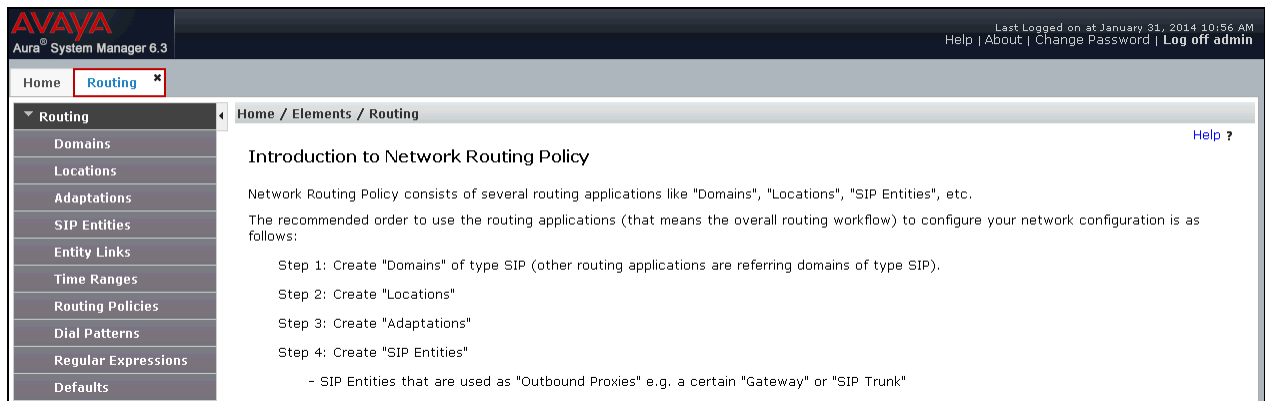 AVAYA
Aura® System Manager 6.3
Last Logged on at January 31, 2014 10:56 AM
Help | About | Change Password | Log off admin
Home
Routing ×
Routing
Domains
Locations
Adaptations
SIP Entities
Entity Links
Time Ranges
Routing Policies
Dial Patterns
Regular Expressions
Defaults
Home / Elements / Routing
Help ?
Introduction to Network Routing Policy
Network Routing Policy consists of several routing applications like "Domains", "Locations", "SIP Entities", etc.
The recommended order to use the routing applications (that means the overall routing workflow) to configure your network configuration is as
follows:
Step 1: Create "Domains" of type SIP (other routing applications are referring domains of type SIP).
Step 2: Create "Locations"
Step 3: Create "Adaptations"
Step 4: Create "SIP Entities"
- SIP Entities that are used as "Outbound Proxies" e.g. a certain "Gateway" or "SIP Trunk"